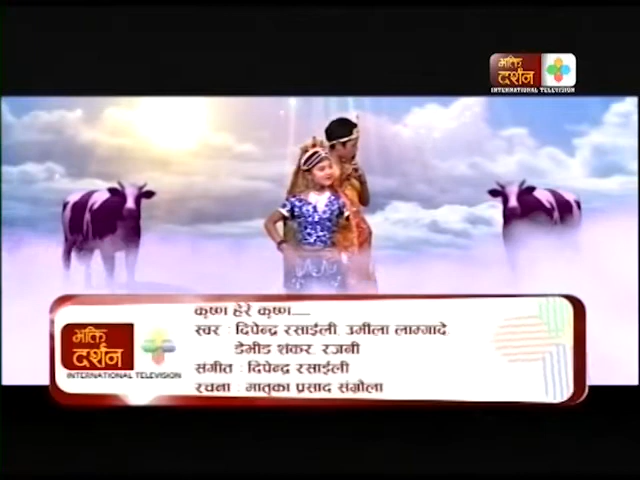 भक्ति
दर्शन
INTERNATIONAL TELEVISION
कृष्ण हेरे कृष्ण.....
स्वर : दिपेन्द्र रसाईली, उर्मीला लाम्गादे,
डेभीड शंकर, रजनी
संगीत : दिपेन्द्र रसाईली
रचना : मातृका प्रसाद संग्रौला
भक्ति
दर्शन
INTERNATIONAL TELEVISION